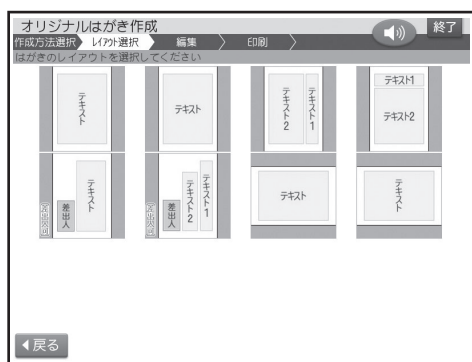 オリジナルはがき作成
終了
作成方法選択 レイアウト選択 編集 印刷
はがきのレイアウトを選択してください
テキスト
テキスト
テキスト2 テキスト1
テキスト1
テキスト2
差出人 テキスト
差出人 テキスト2 テキスト1
テキスト
テキスト
戻る